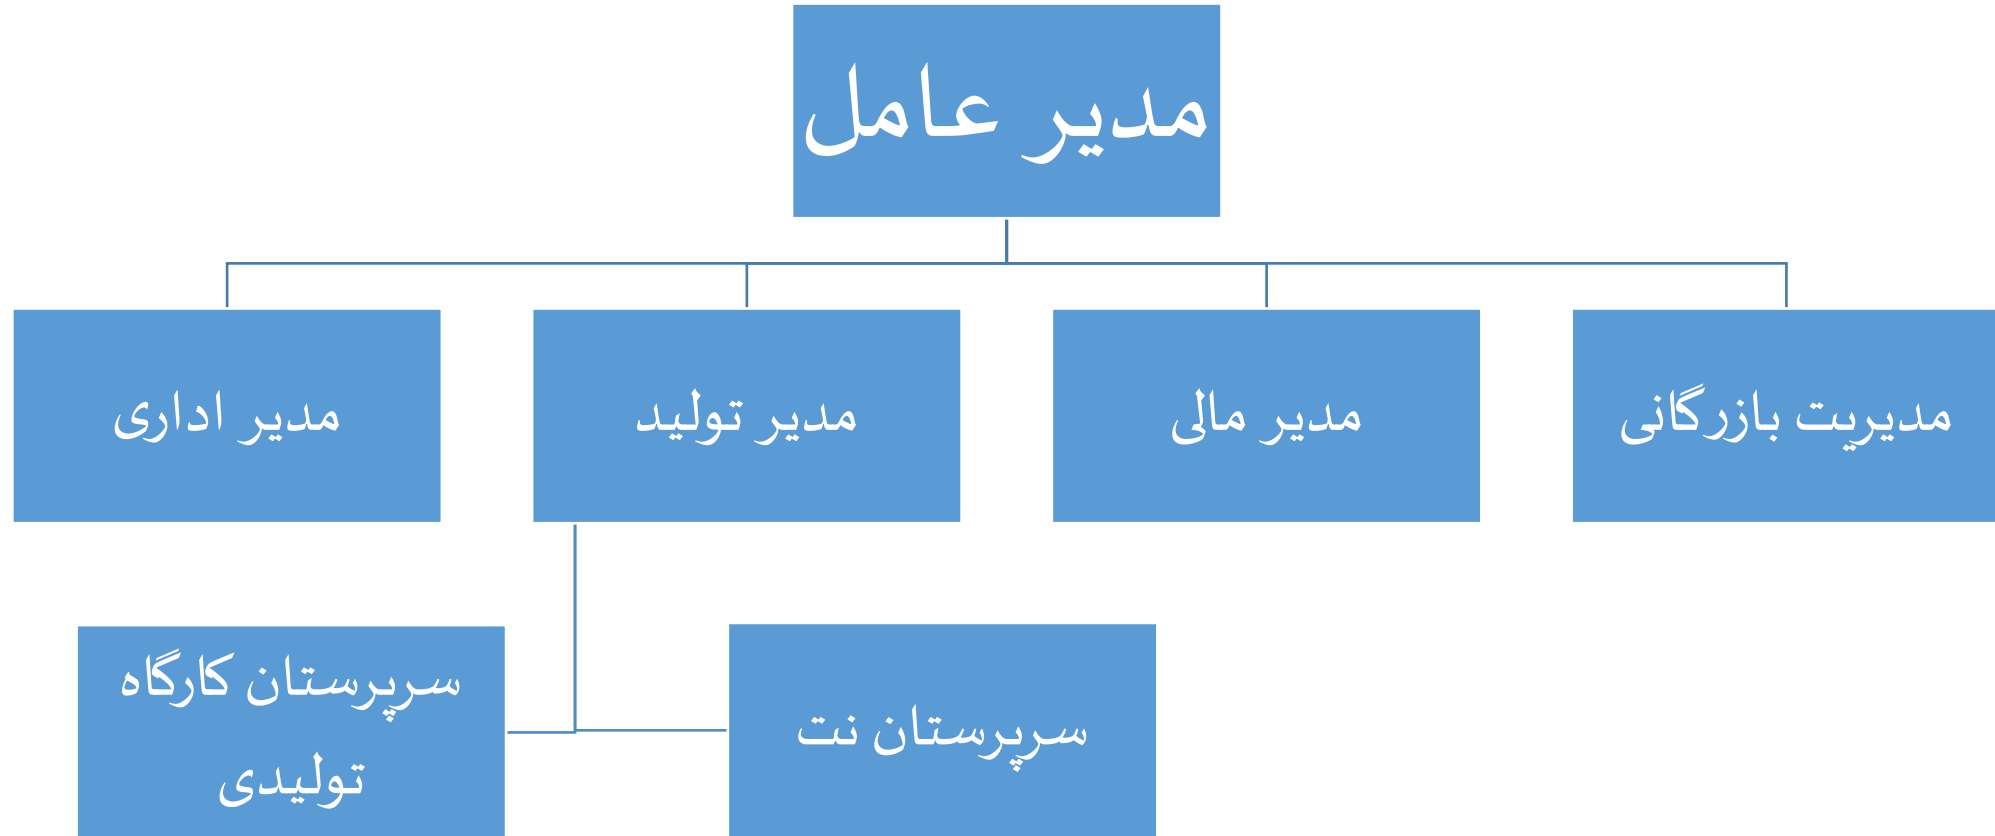 مدیر عامل
مدیریت بازرگانی
مدیر مالی
مدیر تولید
مدیر اداری
سرپرستان نت
سرپرستان کارگاه
تولیدی